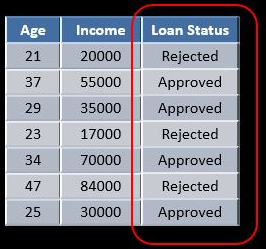 Age Income Loan Status
21 20000 Rejected
37 55000 Approved
29 35000 Approved
23 17000 Rejected
34 70000 Approved
47 84000 Rejected
25 30000 Approved